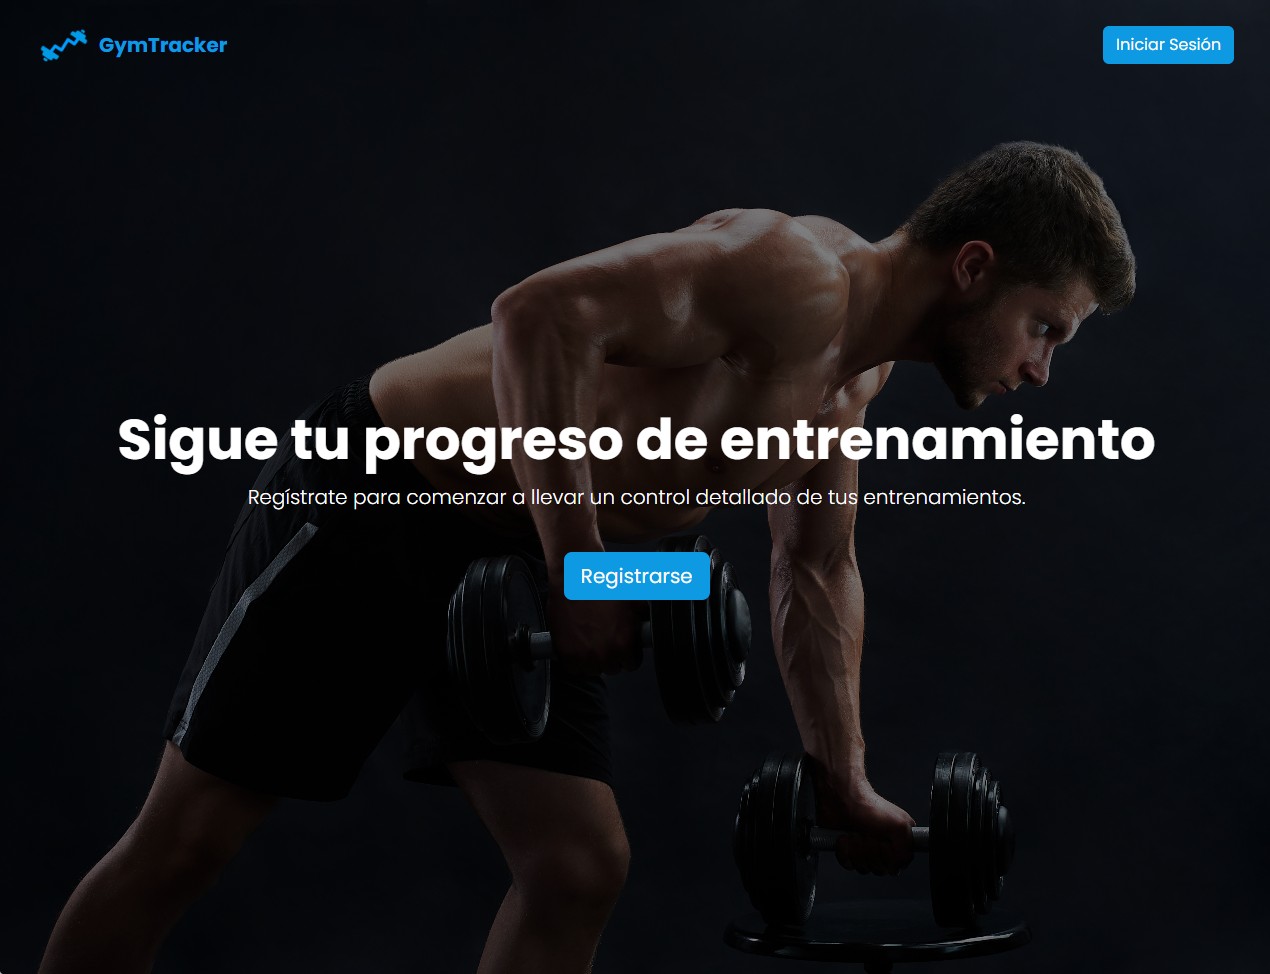 GymTracker
Iniciar Sesión
Sigue tu progreso de entrenamiento
Regístrate para comenzar a llevar un control detallado de tus entrenamientos.
Registrarse